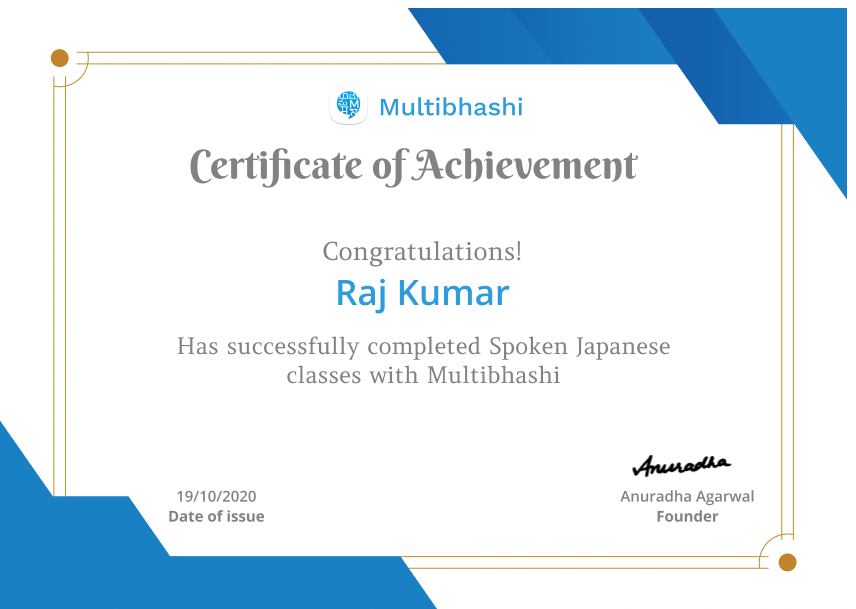 Multibhashi
Certificate of Achievement
Congratulations!
Raj Kumar
Has successfully completed Spoken Japanese
classes with Multibhashi
Anuradha
19/10/2020
Date of issue
Anuradha Agarwal
Founder